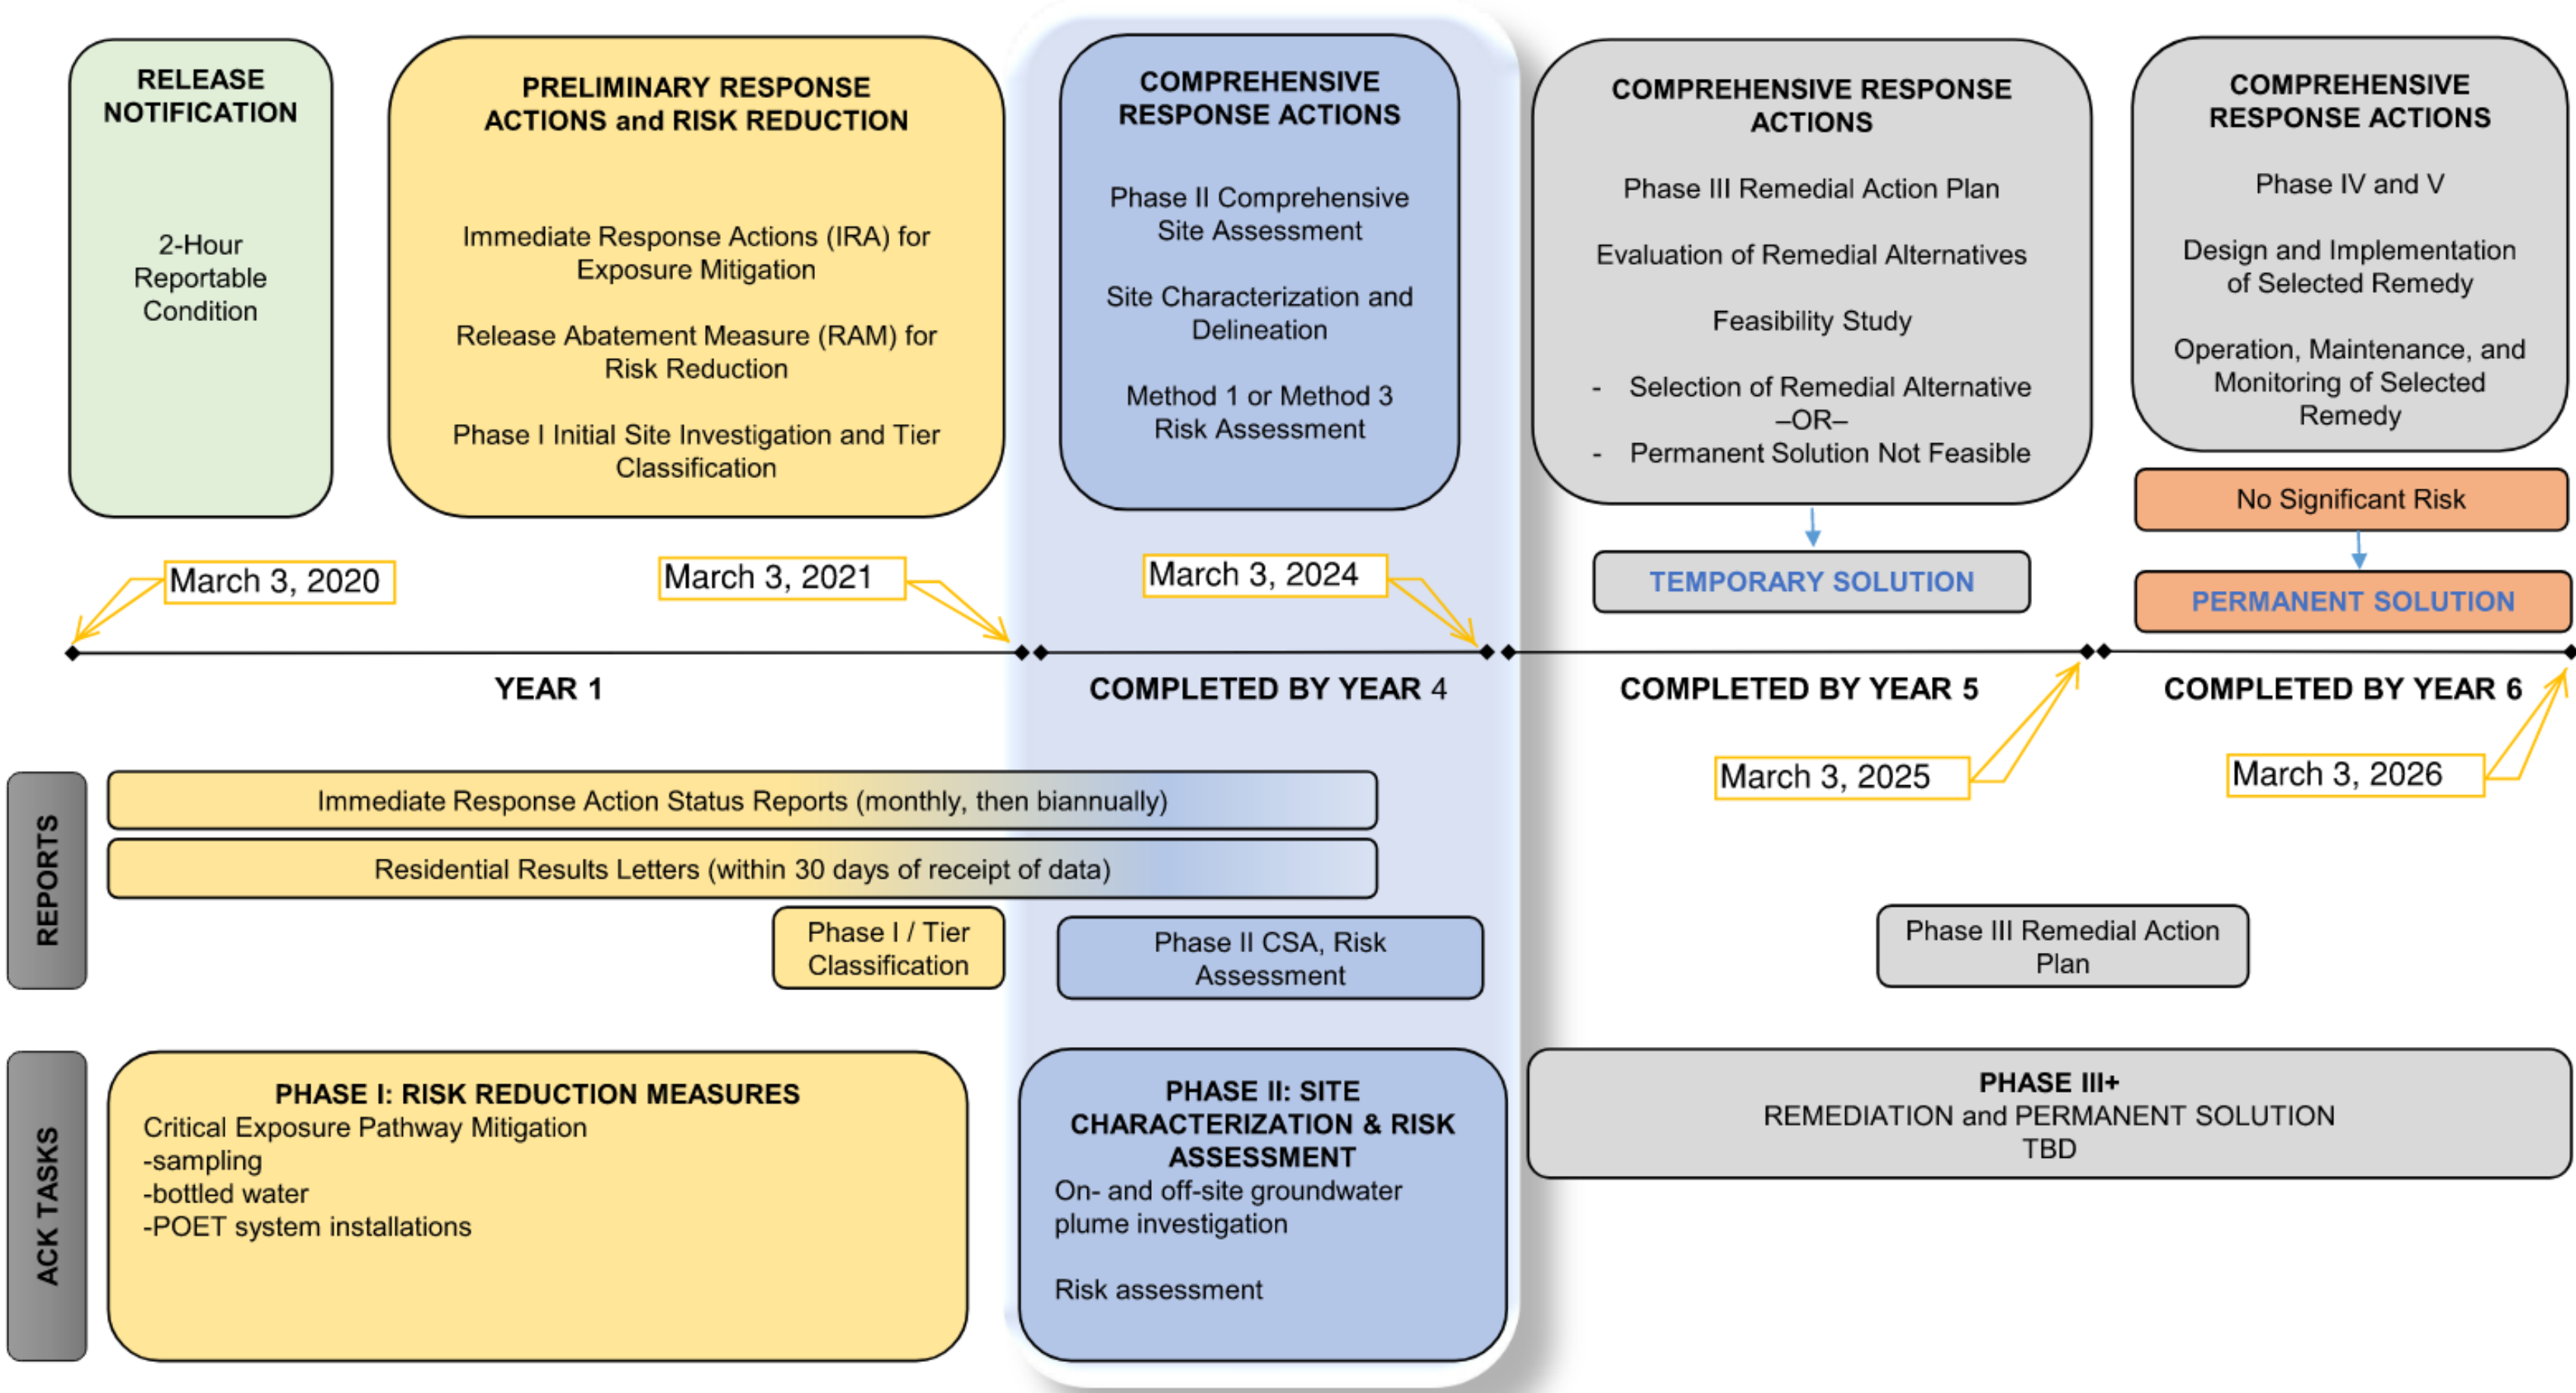 RELEASE
NOTIFICATION
2-Hour
Reportable
Condition
PRELIMINARY RESPONSE
ACTIONS and RISK REDUCTION
Immediate Response Actions (IRA) for
Exposure Mitigation
Release Abatement Measure (RAM) for
Risk Reduction
Phase I Initial Site Investigation and Tier
Classification
COMPREHENSIVE
RESPONSE ACTIONS
Phase II Comprehensive
Site Assessment
Site Characterization and
Delineation
Method 1 or Method 3
Risk Assessment
COMPREHENSIVE RESPONSE
ACTIONS
Phase III Remedial Action Plan
Evaluation of Remedial Alternatives
Feasibility Study
- Selection of Remedial Alternative
–OR–
- Permanent Solution Not Feasible
COMPREHENSIVE
RESPONSE ACTIONS
Phase IV and V
Design and Implementation
of Selected Remedy
Operation, Maintenance, and
Monitoring of Selected
Remedy
No Significant Risk
TEMPORARY SOLUTION
PERMANENT SOLUTION
March 3, 2020
March 3, 2021
March 3, 2024
YEAR 1
COMPLETED BY YEAR 4
COMPLETED BY YEAR 5
COMPLETED BY YEAR 6
March 3, 2025
March 3, 2026
REPORTS
Immediate Response Action Status Reports (monthly, then biannually)
Residential Results Letters (within 30 days of receipt of data)
Phase I / Tier
Classification
Phase II CSA, Risk
Assessment
Phase III Remedial Action
Plan
ACK TASKS
PHASE I: RISK REDUCTION MEASURES
Critical Exposure Pathway Mitigation
-sampling
-bottled water
-POET system installations
PHASE II: SITE
CHARACTERIZATION & RISK
ASSESSMENT
On- and off-site groundwater
plume investigation
Risk assessment
PHASE III+
REMEDIATION and PERMANENT SOLUTION
TBD